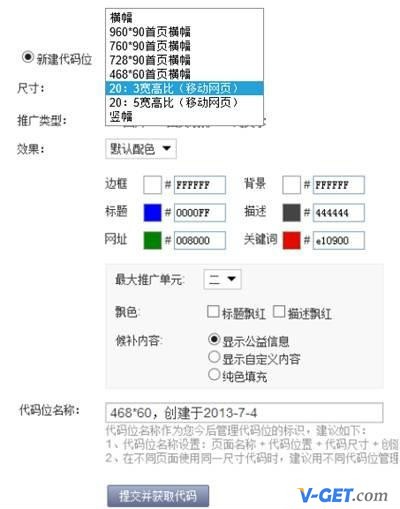 横幅
960*90首页横幅
760*90首页横幅
728*90首页横幅
468*60首页横幅
20：3宽高比（移动网页）
20：5宽高比（移动网页）
竖幅
新建代码位
尺寸：
推广类型：
效果： 默认配色
边框 # FFFFFF 背景 # FFFFFF
标题 # 0000FF 描述 # 444444
网址 # 008000 关键词 # e10900
最大推广单元： 二
飘色： 标题飘红 描述飘红
候补内容： 显示公益信息
显示自定义内容
纯色填充
代码位名称： 468*60，创建于2013-7-4
代码位名称作为您今后管理代码位的标识，建议如下：
1、代码位名称设置：页面名称＋代码位置＋代码尺寸＋创
2、在不同页面使用同一尺寸代码时，建议用不同代码位管理
提交并获取代码
V-GET.com